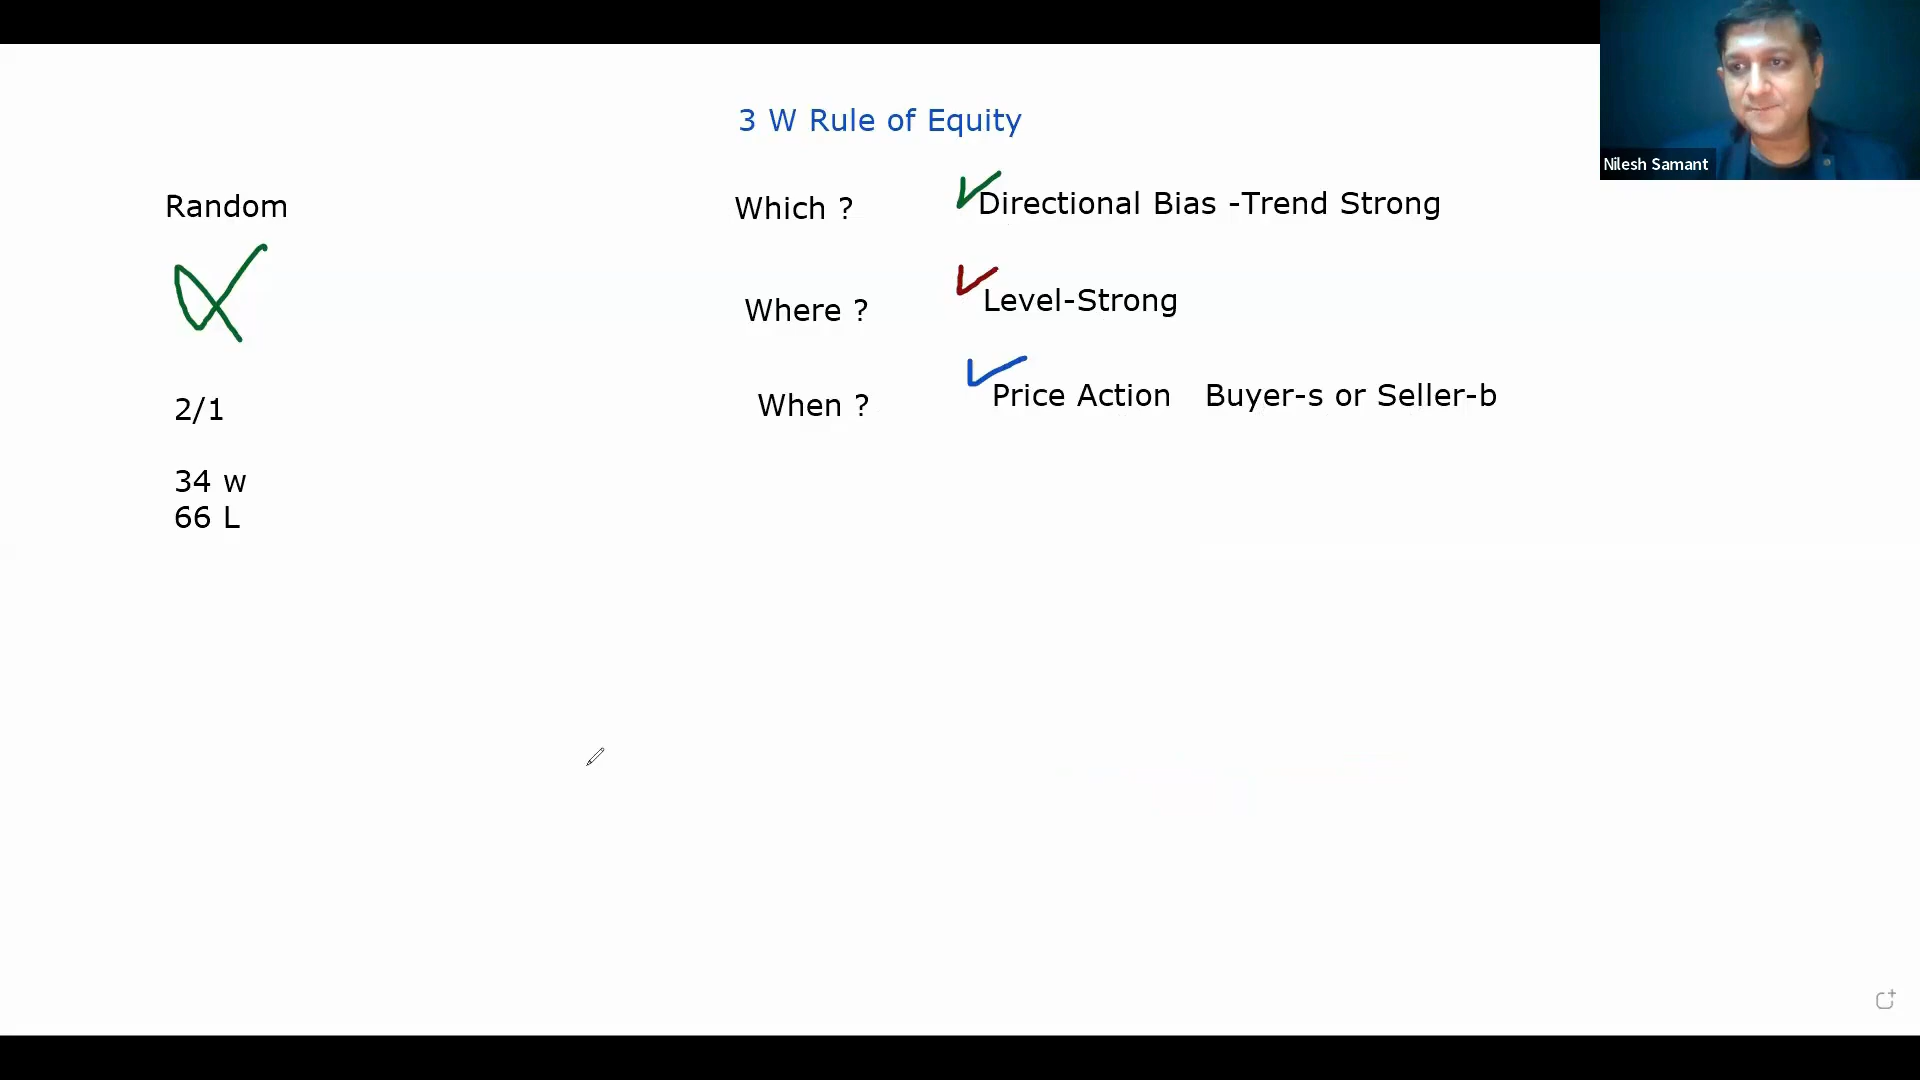 3 W Rule of Equity
Nilesh Samant
Random
Which ? Directional Bias -Trend Strong
Where ? Level-Strong
When ? Price Action Buyer-s or Seller-b
2/1
34 w
66 L